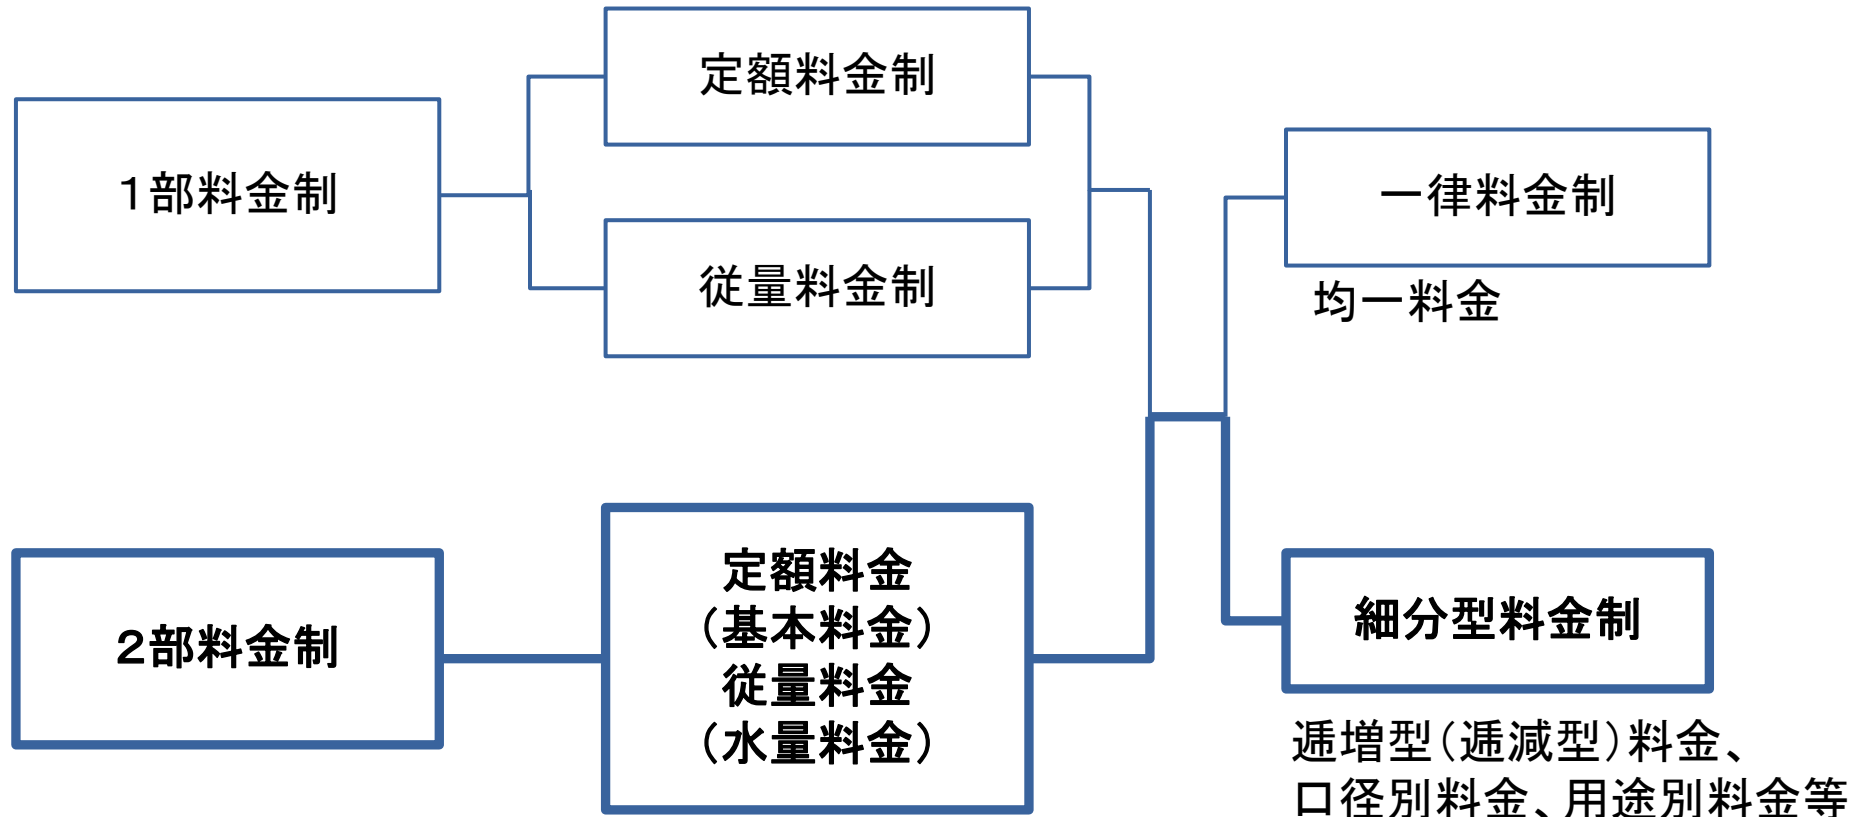 1部料金制
定額料金制
従量料金制
一律料金制
均一料金
2部料金制
定額料金
(基本料金)
従量料金
(水量料金)
細分型料金制
逓増型(逓減型)料金、
口径別料金、用途別料金等